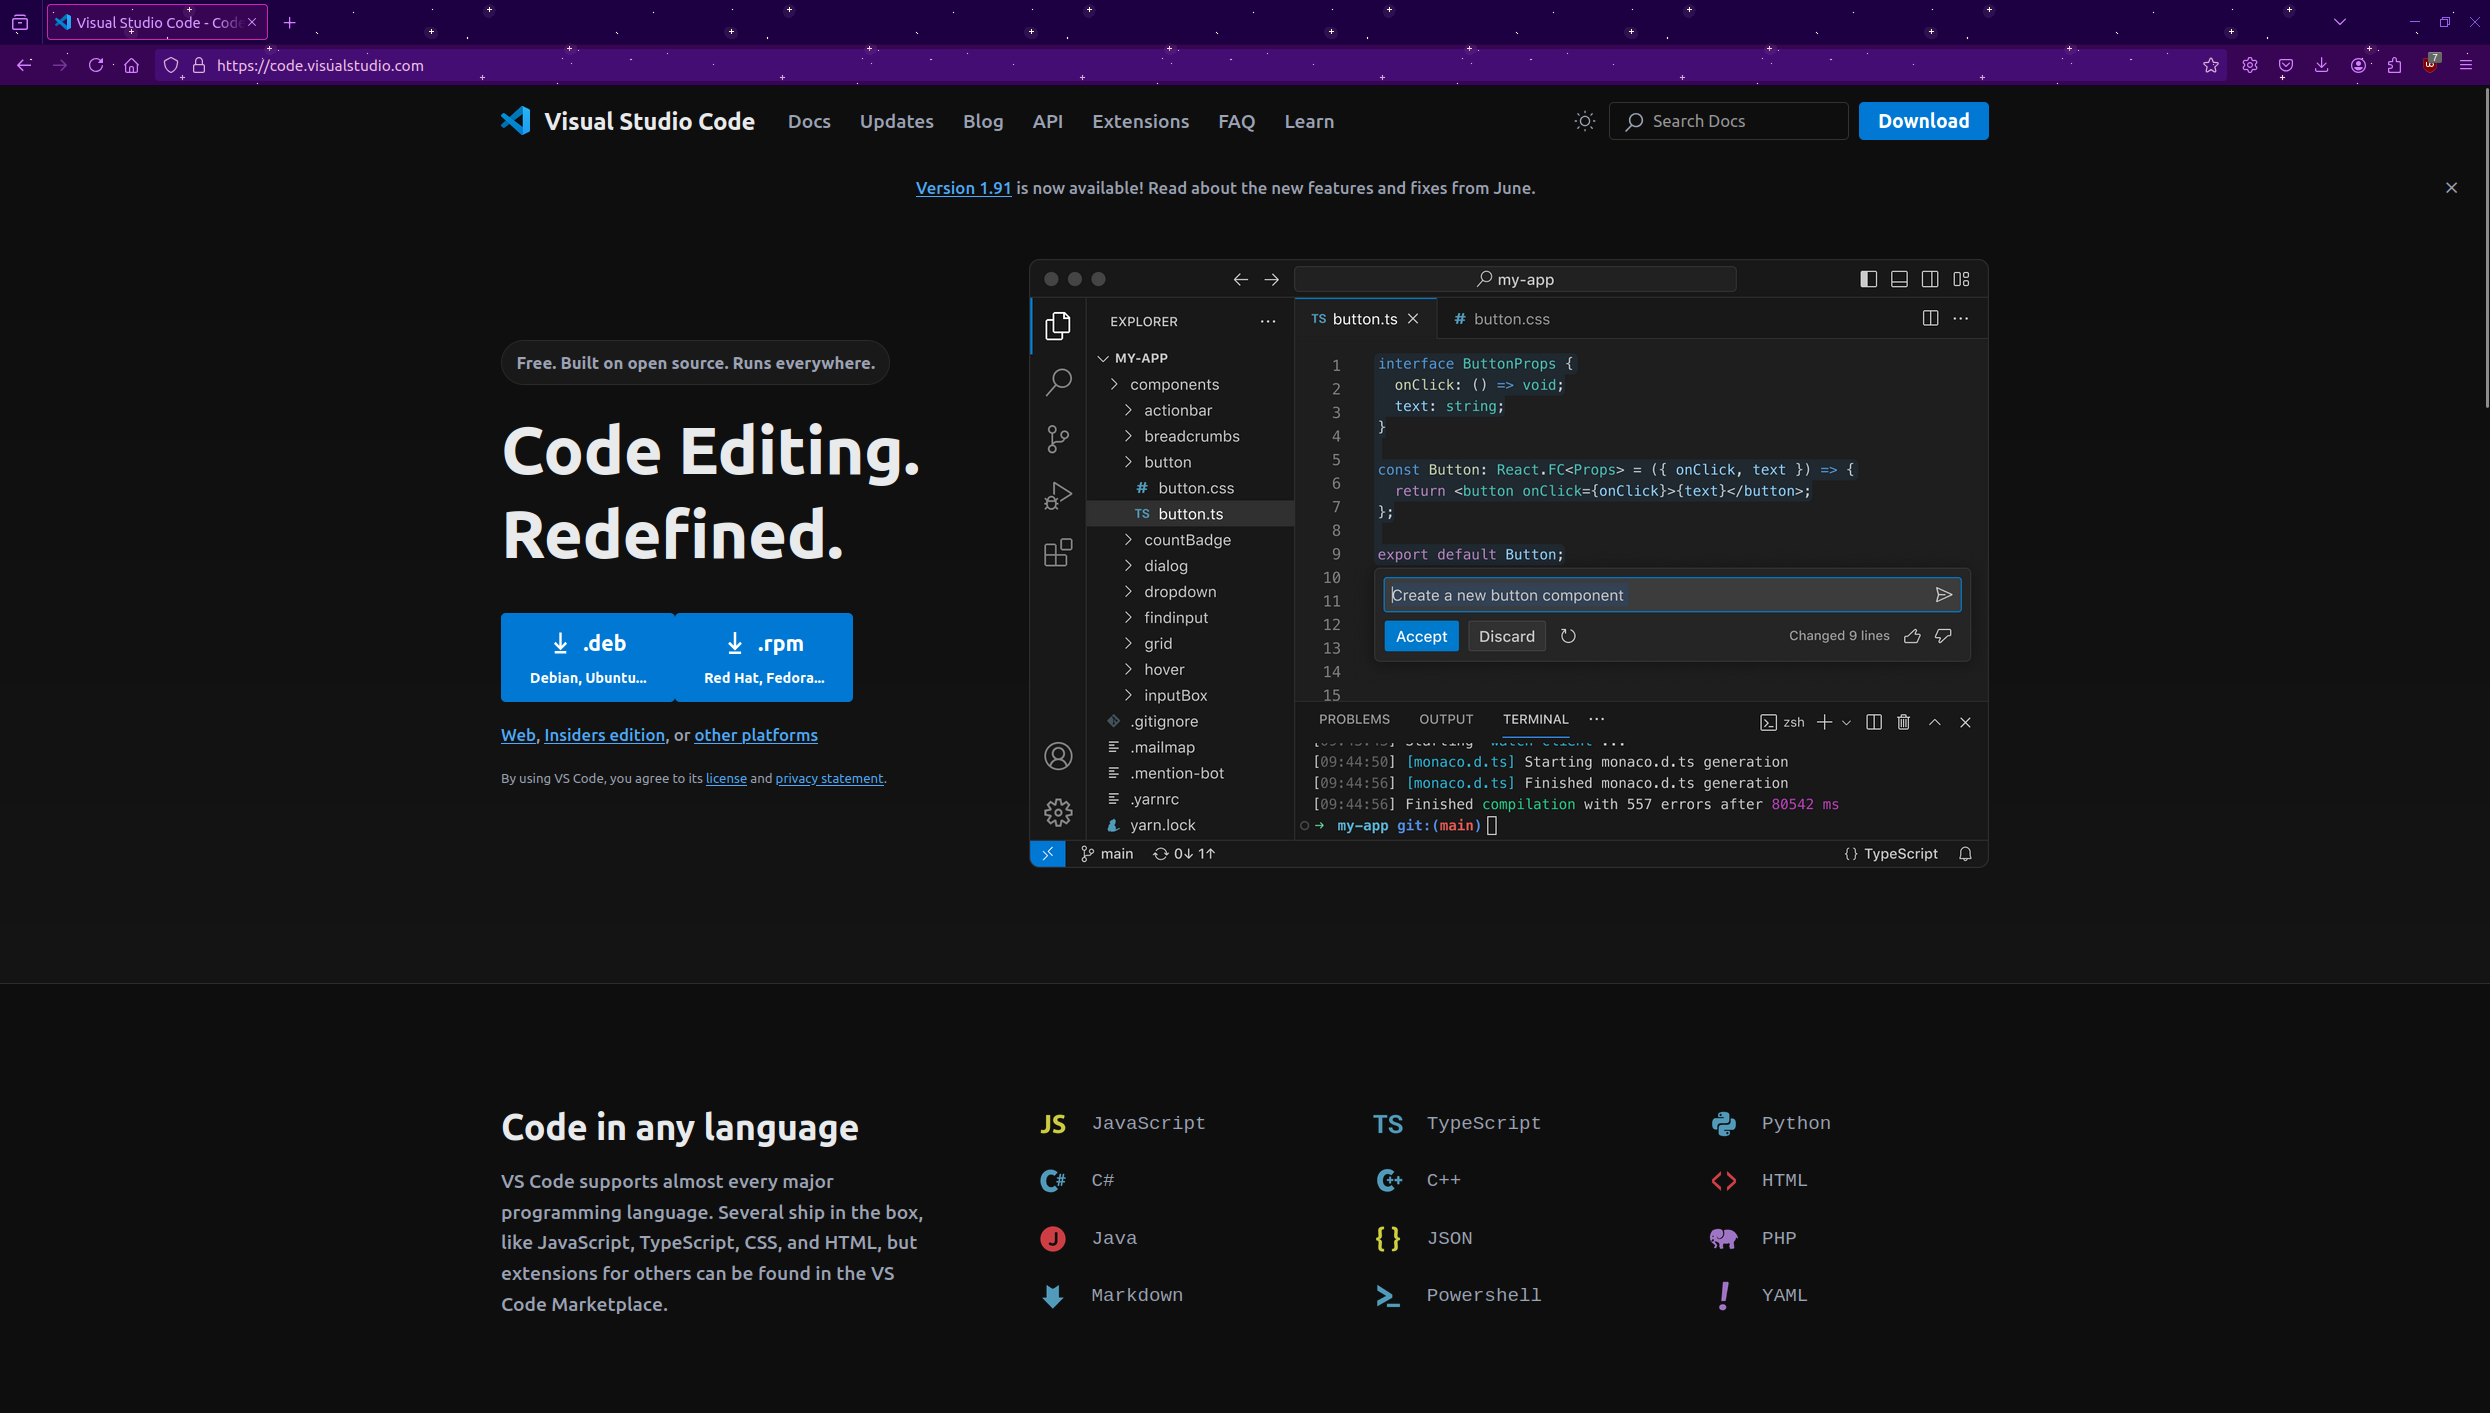 Visual Studio Code - Code
https://code.visualstudio.com
7
Visual Studio Code
Docs
Updates
Blog
API
Extensions
FAQ
Learn
Search Docs
Download
Version 1.91 is now available! Read about the new features and fixes from June.
Free. Built on open source. Runs everywhere.
Code Editing.
Redefined.
.deb
Debian, Ubuntu...
.rpm
Red Hat, Fedora...
Web, Insiders edition, or other platforms
By using VS Code, you agree to its license and privacy statement.
my-app
EXPLORER
MY-APP
components
actionbar
breadcrumbs
button
# button.css
TS button.ts
countBadge
dialog
dropdown
findinput
grid
hover
inputBox
.gitignore
.mailmap
.mention-bot
.yarnrc
yarn.lock
TS button.ts
# button.css
1 interface ButtonProps {
2 onClick: () => void;
3 text: string;
4 }
5
6 const Button: React.FC<Props> = ({ onClick, text }) => {
7 return <button onClick={onClick}>{text}</button>;
8 };
9 export default Button;
10
11
12
13
14
15
Create a new button component
Accept
Discard
Changed 9 lines
PROBLEMS
OUTPUT
TERMINAL
zsh
[09:44:50] [monaco.d.ts] Starting monaco.d.ts generation
[09:44:56] [monaco.d.ts] Finished monaco.d.ts generation
[09:44:56] Finished compilation with 557 errors after 80542 ms
my-app git:(main)
main
0↓ 1↑
{} TypeScript
Code in any language
VS Code supports almost every major
programming language. Several ship in the box,
like JavaScript, TypeScript, CSS, and HTML, but
extensions for others can be found in the VS
Code Marketplace.
JS JavaScript
TS TypeScript
Python
C# C#
C++ C++
<> HTML
J Java
{} JSON
PHP
Markdown
Powershell
! YAML